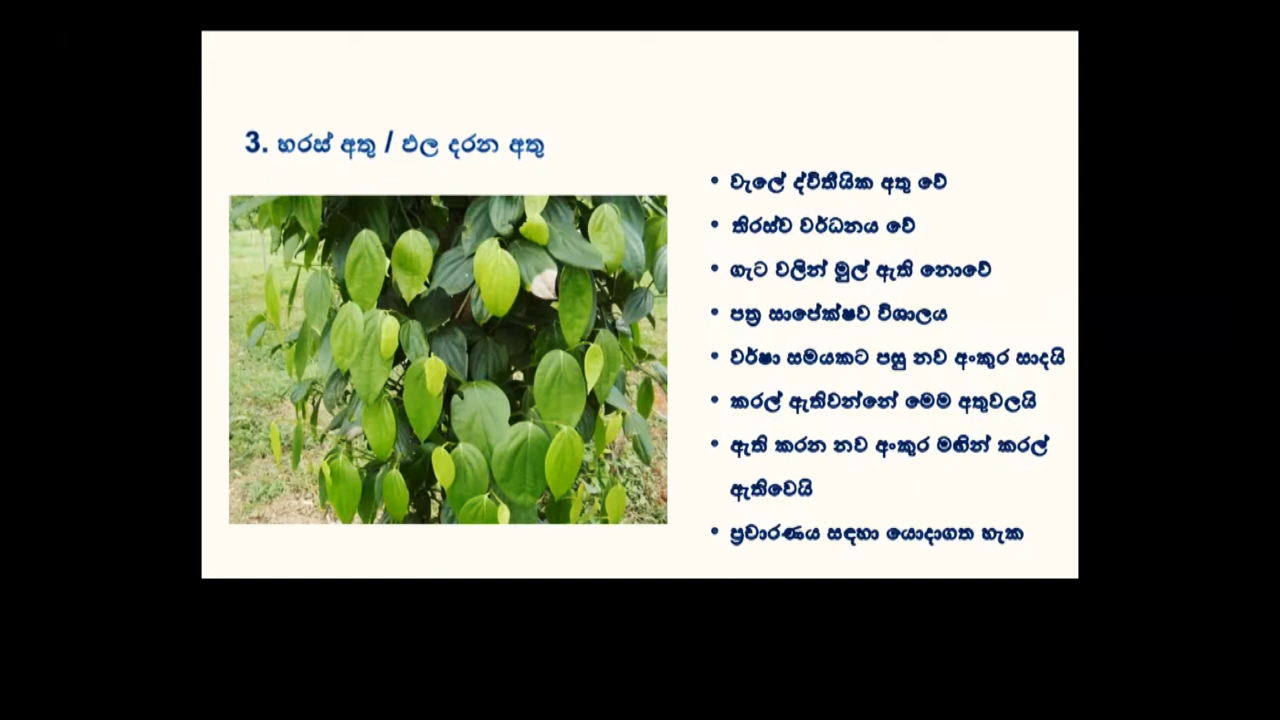 3. හරස් අතු / ඵල දරන අතු
• වැලේ ද්විතීයික අතු වේ
• තිරස්ව වර්ධනය වේ
• ගැට වලින් මුල් ඇති නොවේ
• පත්‍ර සාපේක්ෂව විශාලය
• වර්ෂා සමයකට පසු නව අංකුර සාදයි
• කරල් ඇතිවන්නේ මෙම අතුවලයි
• ඇති කරන නව අංකුර මඟින් කරල්
ඇතිවෙයි
• ප්‍රචාරණය සඳහා යොදාගත හැක